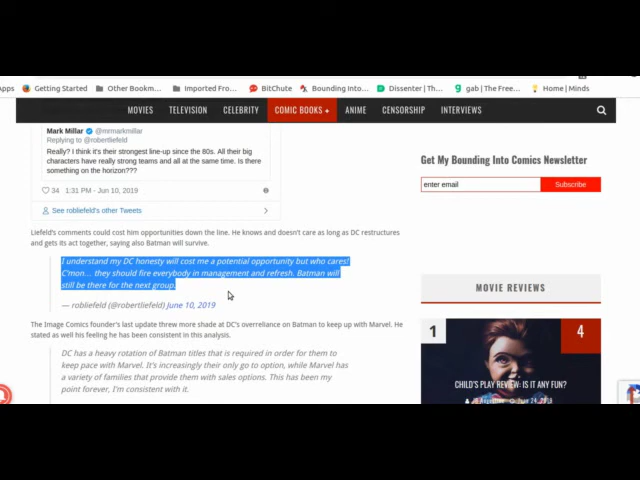 Apps Getting Started Other Bookm... Imported Fro... BitChute Bounding Into... Dissenter | Th... gab | The Free... Home | Minds
MOVIES TELEVISION CELEBRITY COMIC BOOKS + ANIME CENSORSHIP INTERVIEWS
Mark Millar @mrmarkmillar
Replying to @robertliefeld
Really? I think it's their strongest line-up since the 80s. All their big
characters have really strong teams and all at the same time. Is there
something on the horizon???
34 1:31 PM - Jun 10, 2019
See robliefeld's other Tweets
Liefeld's comments could cost him opportunities down the line. He knows and doesn't care as long as DC restructures
and gets its act together, saying also Batman will survive.
I understand my DC honesty will cost me a potential opportunity but who cares!
C'mon... they should fire everybody in management and refresh. Batman will
still be there for the next group.
— robliefeld (@robertliefeld) June 10, 2019
The Image Comics founder's last update threw more shade at DC's overreliance on Batman to keep up with Marvel. He
stated as well his feeling he has been consistent in this analysis.
DC has a heavy rotation of Batman titles that is required in order for them to
keep pace with Marvel. It's increasingly their only go to option, while Marvel has
a variety of families that provide them with sales options. This has been my
point forever, I'm consistent with it.
Get My Bounding Into Comics Newsletter
enter email Subscribe
MOVIE REVIEWS
1 4
CHILD'S PLAY REVIEW: IS IT ANY FUN?